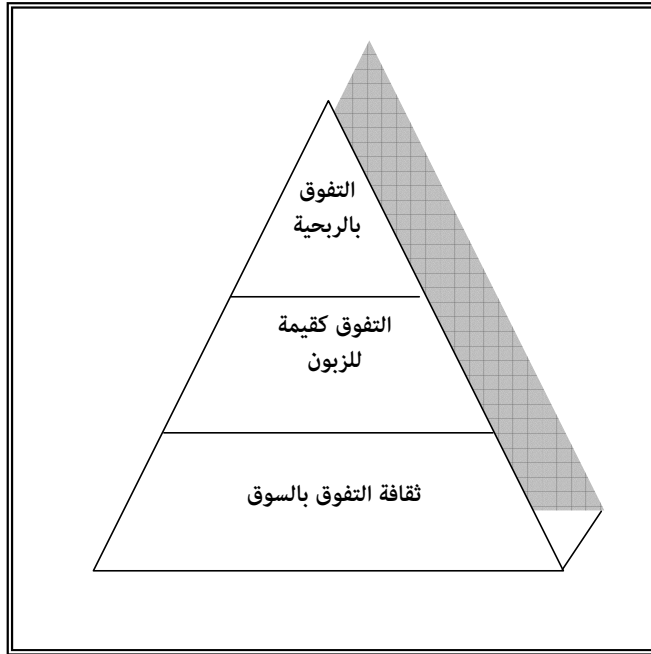 التفوق
بالربحية
التفوق كقيمة
للزبون
ثقافة التفوق بالسوق